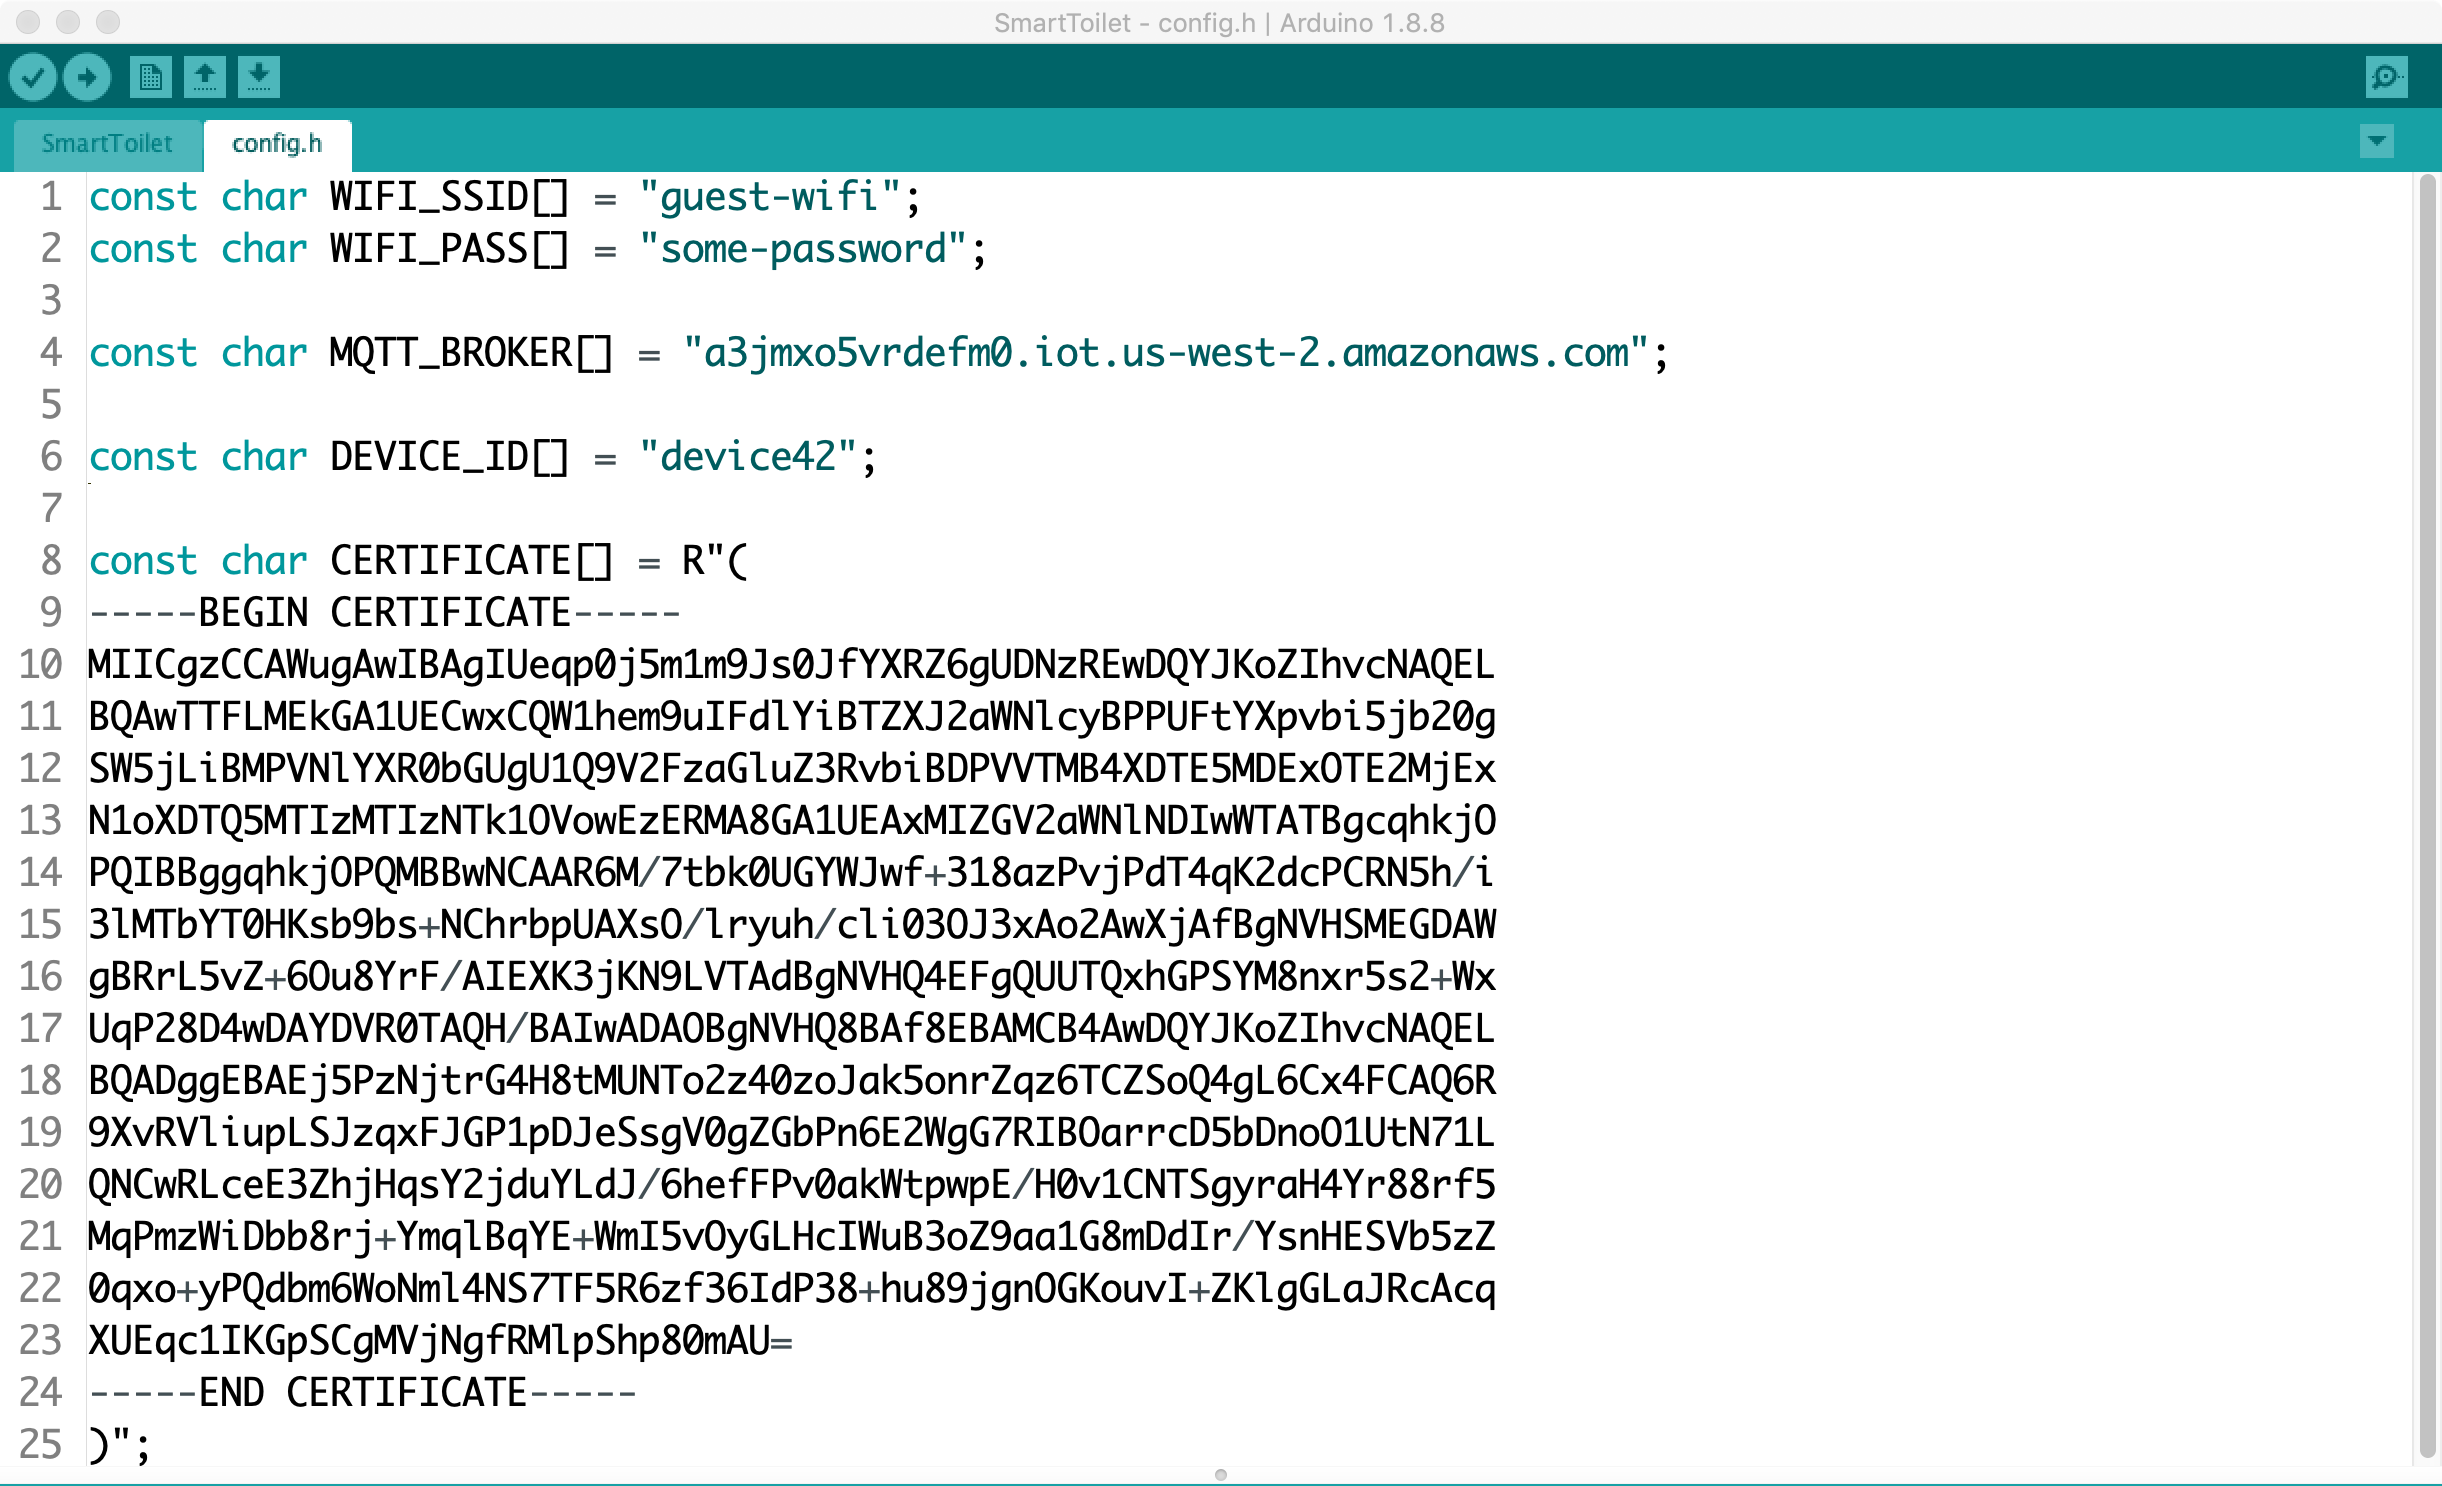 SmartToilet - config.h | Arduino 1.8.8
SmartToilet config.h
1 const char WIFI_SSID[] = "guest-wifi";
2 const char WIFI_PASS[] = "some-password";
3
4 const char MQTT_BROKER[] = "a3jmxo5vrdefm0.iot.us-west-2.amazonaws.com";
5
6 const char DEVICE_ID[] = "device42";
7
8 const char CERTIFICATE[] = R"(
9 -----BEGIN CERTIFICATE-----
10 MIICgzCCAWugAwIBAgIUeqp0j5m1m9Js0JfYXRZ6gUDNzREwDQYJKoZIhvcNAQEL
11 BQAwTTFLMEkGA1UECwxCQW1hem9uIFdlYiBTZXJ2aWNlcyBPPUFtYXpvbi5jb20g
12 SW5jLiBMPVNlYXR0bGUgU1Q9V2FzaGluZ3RvbiBDPVVTMB4XDTE5MDExOTE2MjEx
13 N1oXDTQ5MTIzMTIzNTk1OVowEzERMA8GA1UEAxMIZGV2aWNlNDIwWTATBgcqhkjO
14 PQIBBggqhkjOPQMBBwNCAAR6M/7tbk0UGYWJwf+318azPvjPdT4qK2dcPCRN5h/i
15 3lMTbYT0HKsb9bs+NChrbpUAXsO/lryuh/cli03OJ3xAo2AwXjAfBgNVHSMEGDAW
16 gBRrL5vZ+6Ou8YrF/AIEXK3jKN9LVTAdBgNVHQ4EFgQUUTQxhGPSYM8nxr5s2+Wx
17 UqP28D4wDAYDVR0TAQH/BAIwADAOBgNVHQ8BAf8EBAMCB4AwDQYJKoZIhvcNAQEL
18 BQADggEBAEj5PzNjtrG4H8tMUNTo2z40zoJak5onrZqz6TCZSoQ4gL6Cx4FCAQ6R
19 9XvRVliupLSJzqxFJGP1pDJeSsgV0gZGbPn6E2WgG7RIBOarrcD5bDnoO1UtN71L
20 QNCwRLceE3ZhjHqsY2jduYLdJ/6hefFPv0akWtpwpE/H0v1CNTSgyraH4Yr88rf5
21 MqPmzWiDbb8rj+YmqlBqYE+WmI5vOyGLHcIWuB3oZ9aa1G8mDdIr/YsnHESVb5zZ
22 0qxo+yPQdbm6WoNml4NS7TF5R6zf36IdP38+hu89jgnOGKouvI+ZKlgGLaJRcAcq
23 XUEqc1IKGpSCgMVjNgfRMlpShp80mAU=
24 -----END CERTIFICATE-----
25 )";